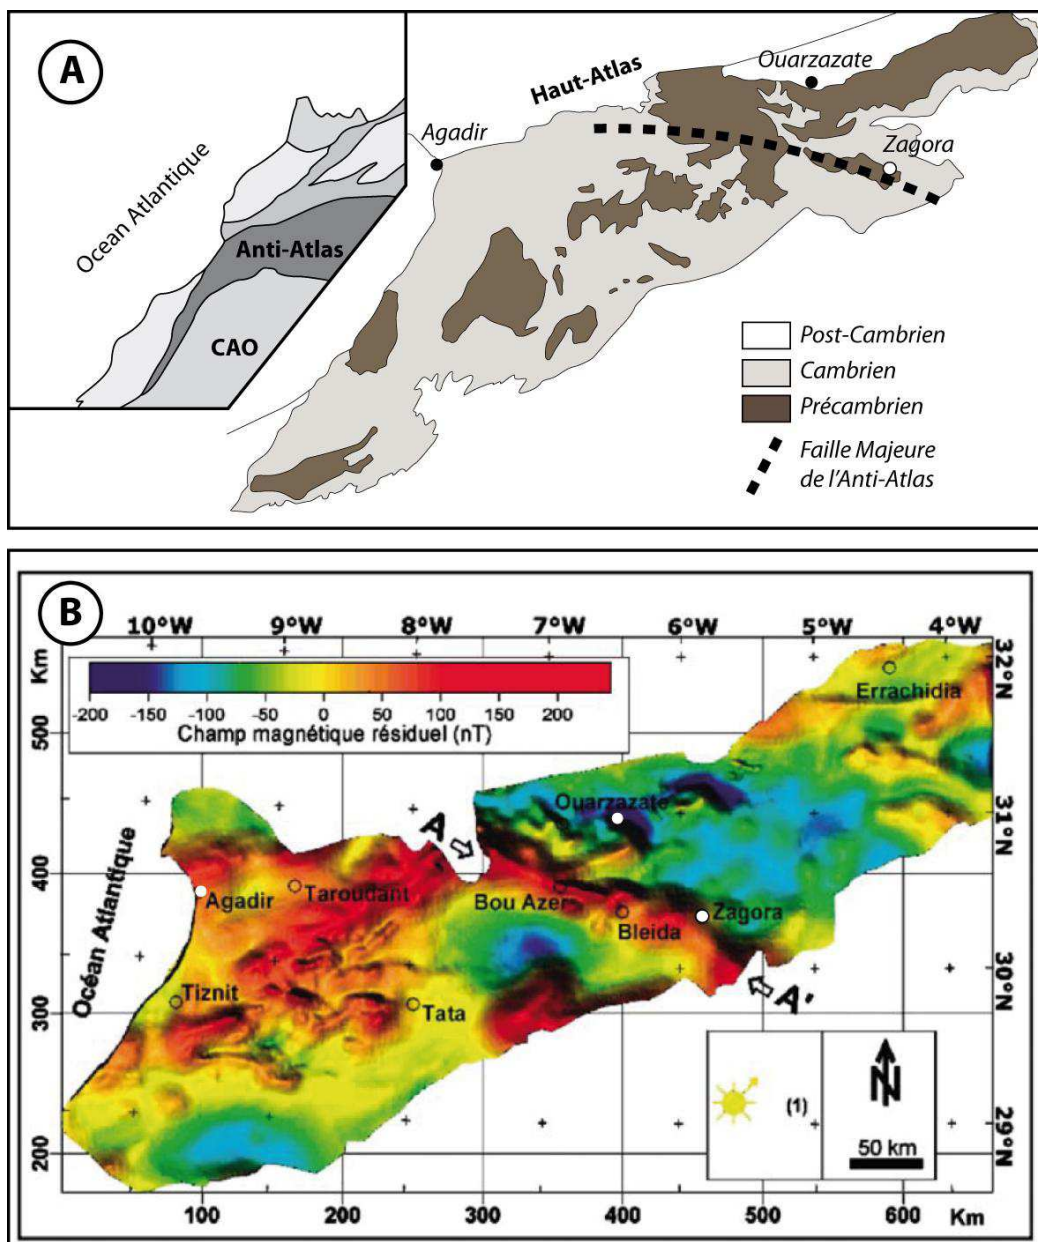 A
Ouarzazate
Haut-Atlas
Agadir
Zagora
Océan Atlantique
Anti-Atlas
CAO
Post-Cambrien
Cambrien
Précambrien
Faille Majeure
de l'Anti-Atlas
B
10°W 9°W 8°W 7°W 6°W 5°W 4°W
Km
32°N
-200 -150 -100 -50 0 50 100 150 200
Champ magnétique résiduel (nT)
Errachidia
500
Ouarzazate
31°N
A
400
Agadir
Taroudant
Bou Azer
Zagora
Bleida
Océan Atlantique
30°N
Tiznit
Tata
A'
300
(1)
N
29°N
50 km
200
100 200 300 400 500 600 Km